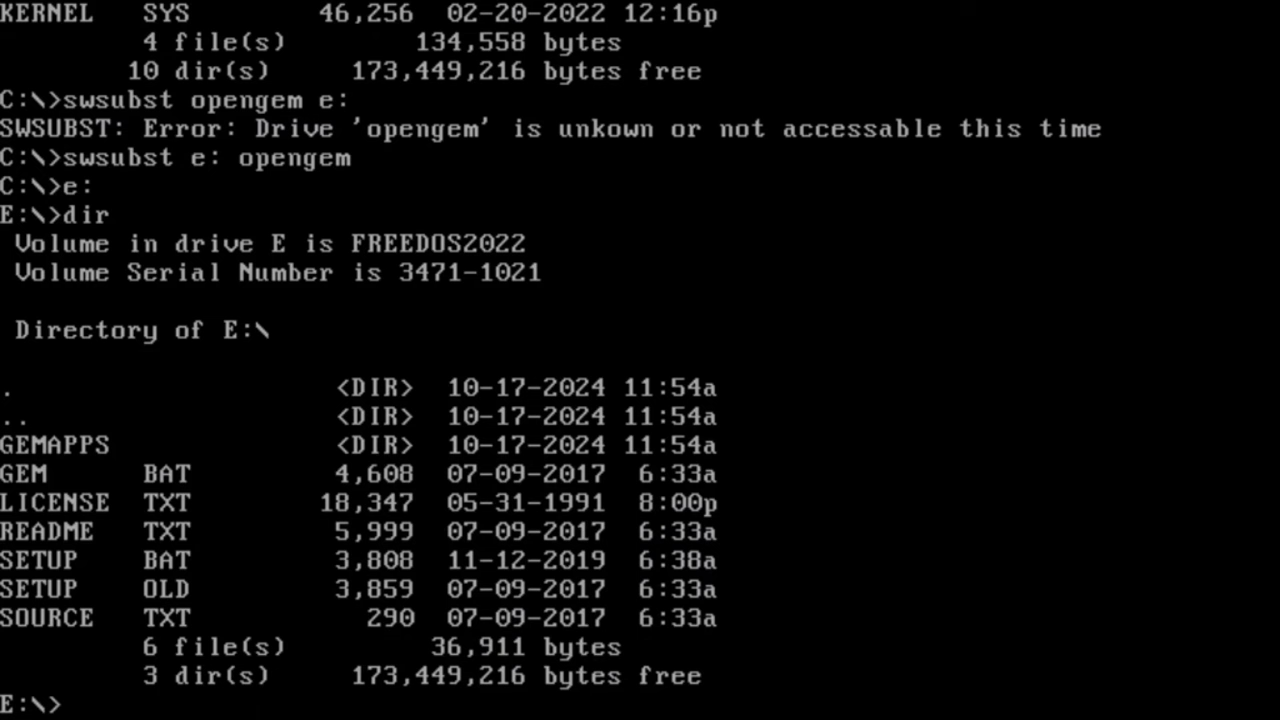 KERNEL   SYS        46,256  02-20-2022 12:16p
         4 file(s)        134,558 bytes
        10 dir(s)     173,449,216 bytes free
C:\>swsubst opengem e:
SWSUBST: Error: Drive 'opengem' is unkown or not accessable this time
C:\>swsubst e: opengem
C:\>e:
E:\>dir
 Volume in drive E is FREEDOS2022
 Volume Serial Number is 3471-1021
 Directory of E:\
.                    <DIR>  10-17-2024 11:54a
..                   <DIR>  10-17-2024 11:54a
GEMAPPS              <DIR>  10-17-2024 11:54a
GEM      BAT         4,608  07-09-2017  6:33a
LICENSE  TXT        18,347  05-31-1991  8:00p
README   TXT         5,999  07-09-2017  6:33a
SETUP    BAT         3,808  11-12-2019  6:38a
SETUP    OLD         3,859  07-09-2017  6:33a
SOURCE   TXT           290  07-09-2017  6:33a
         6 file(s)         36,911 bytes
         3 dir(s)     173,449,216 bytes free
E:\>